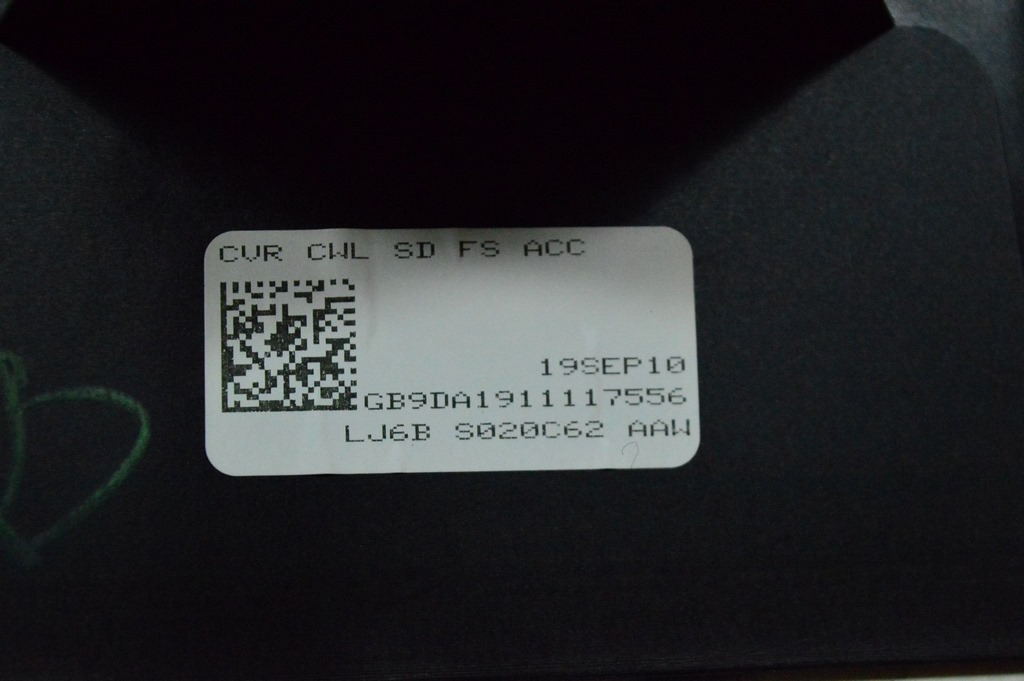 CVR CWL SD FS ACC
19SEP10
GB9DA1911117556
LJ6B S020C62 AAW